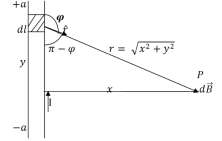 +a
φ
dl
r̂
π − φ
r = √x² + y²
y
P
x
dB⃗
I
−a